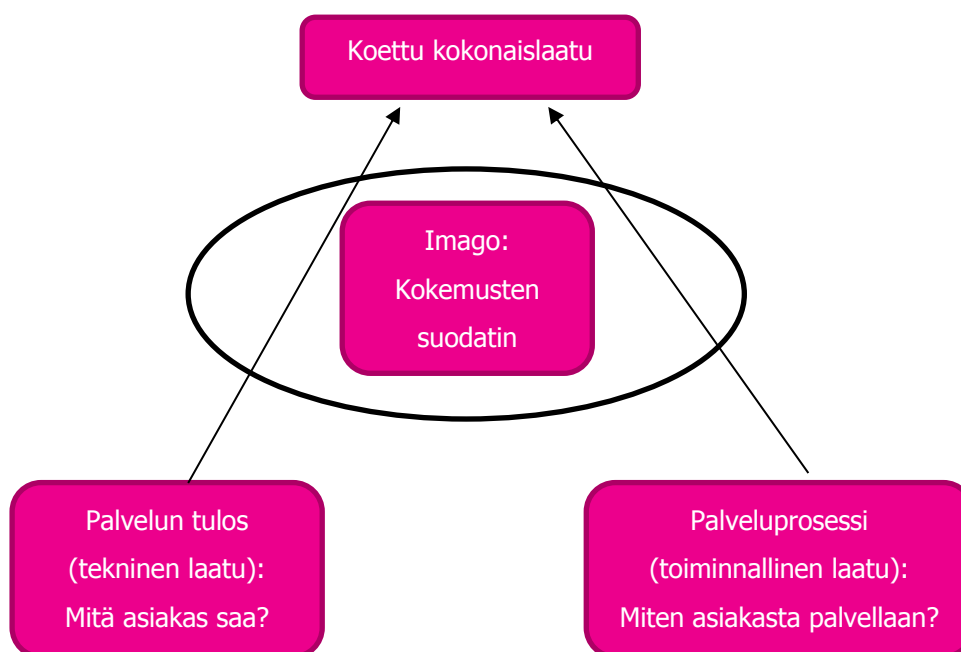 Koettu kokonaislaatu
Imago:
Kokemusten
suodatin
Palvelun tulos
(tekninen laatu):
Mitä asiakas saa?
Palveluprosessi
(toiminnallinen laatu):
Miten asiakasta palvellaan?